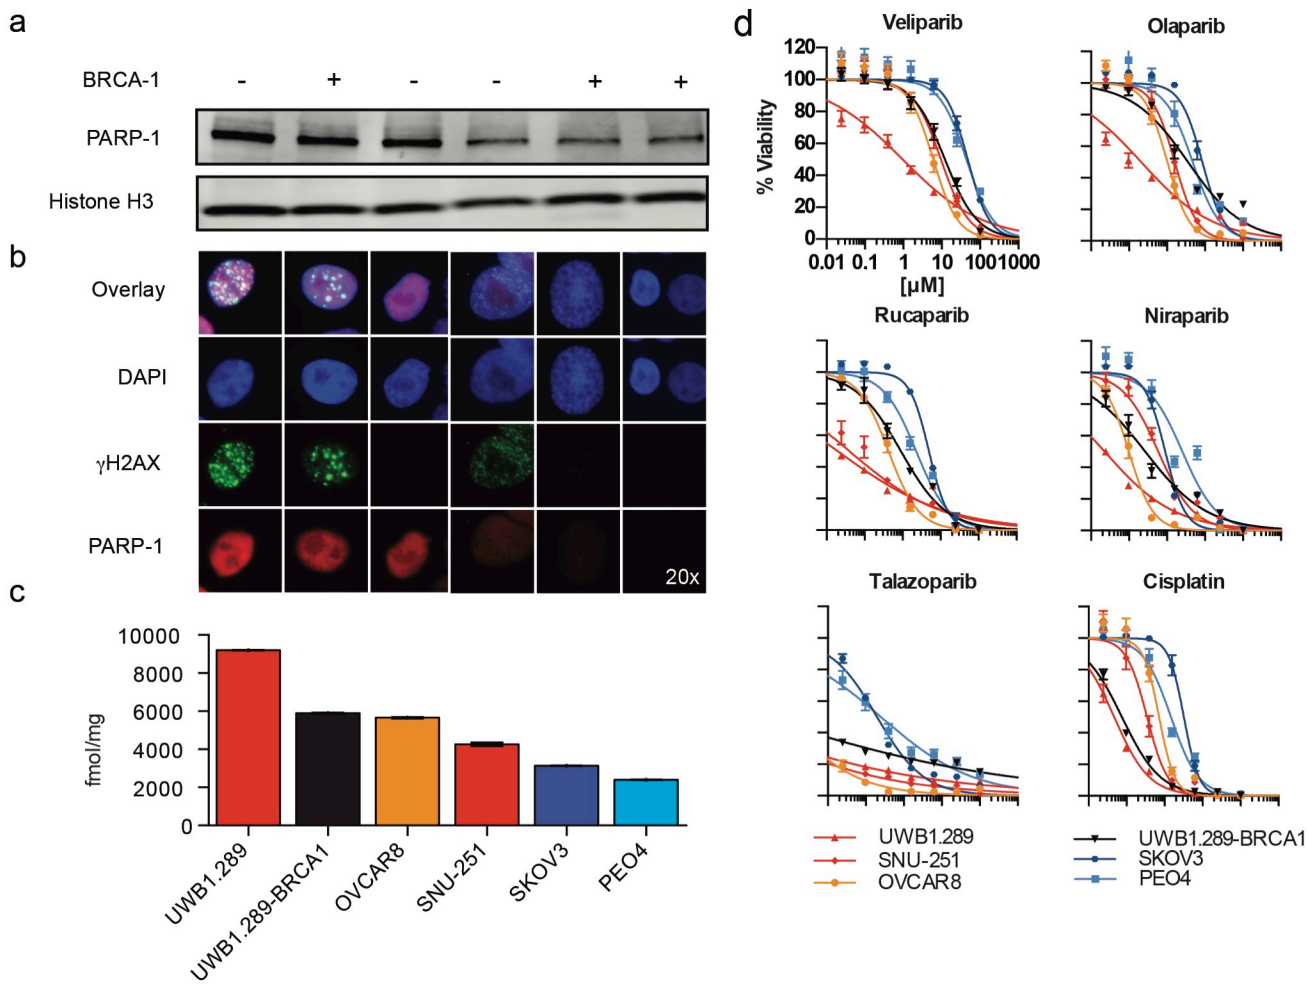 a
BRCA-1 - + - - + +
PARP-1
Histone H3
b
Overlay
DAPI
γH2AX
PARP-1
20x
c
fmol/mg
10000
8000
6000
4000
2000
0
UWB1.289
UWB1.289-BRCA1
OVCAR8
SNU-251
SKOV3
PEO4
d
Veliparib
% Viability
120
100
80
60
40
20
0
0.01 0.1 1 10 100 1000
[µM]
Olaparib
Rucaparib
Niraparib
Talazoparib
Cisplatin
UWB1.289
SNU-251
OVCAR8
UWB1.289-BRCA1
SKOV3
PEO4